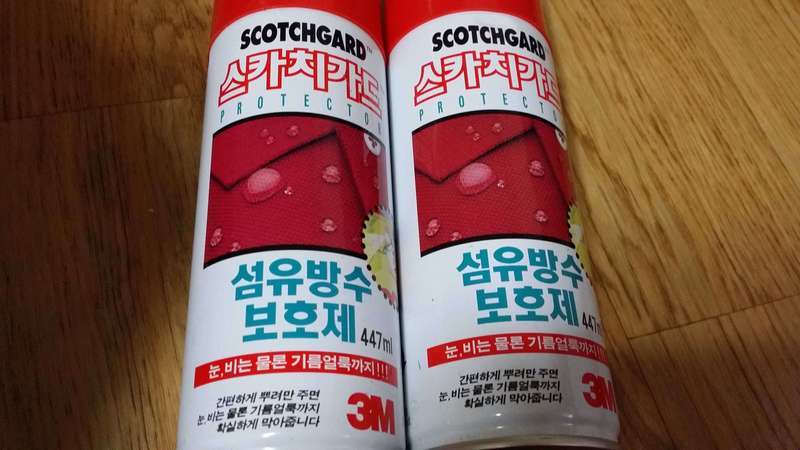 SCOTCHGARD™
스카치가드
PROTECTOR
섬유방수
보호제
447ml
눈,비는 물론 기름얼룩까지!!!
간편하게 뿌려만 주면
눈,비는 물론 기름얼룩까지
확실하게 막아줍니다
3M
SCOTCHGARD
스카치가드
PROTECTOR
섬유방수
보호제
447ml
눈,비는 물론 기름얼룩까지!!!
간편하게 뿌려만 주면
눈,비는 물론 기름얼룩까지
확실하게 막아줍니다
3M